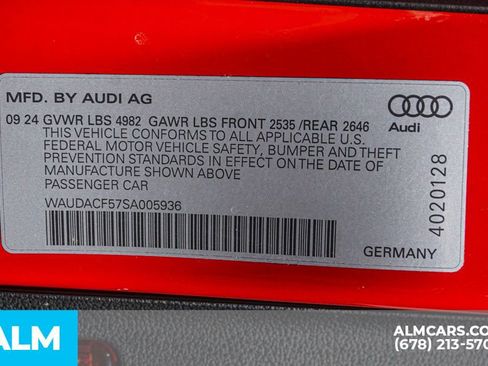 MFD. BY AUDI AG
09 24 GVWR LBS 4982 GAWR LBS FRONT 2535 /REAR 2646
THIS VEHICLE CONFORMS TO ALL APPLICABLE U.S.
FEDERAL MOTOR VEHICLE SAFETY, BUMPER AND THEFT
PREVENTION STANDARDS IN EFFECT ON THE DATE OF
MANUFACTURE SHOWN ABOVE
PASSENGER CAR
WAUDACF57SA005936
Audi
4020128
GERMANY
ALM
ALMCARS.CO
(678) 213-570